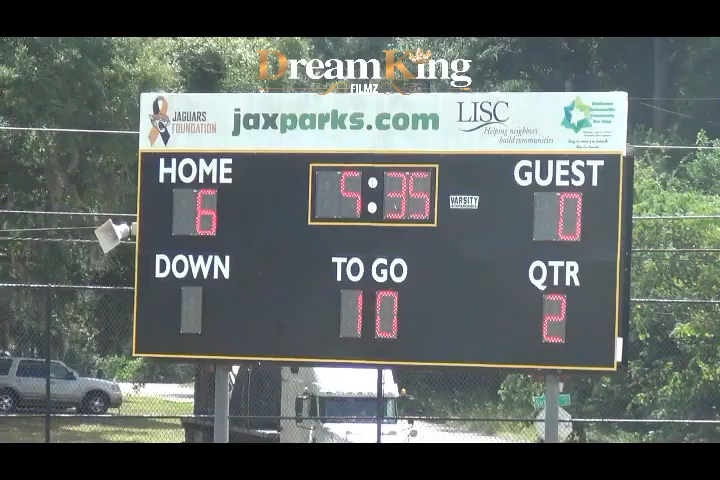 DreamKing
FILMZ
JAGUARS
FOUNDATION
jaxparks.com
LISC
Helping neighbors
build communities
HOME
5:35
GUEST
6
VARSITY
0
DOWN
TO GO
QTR
10
2